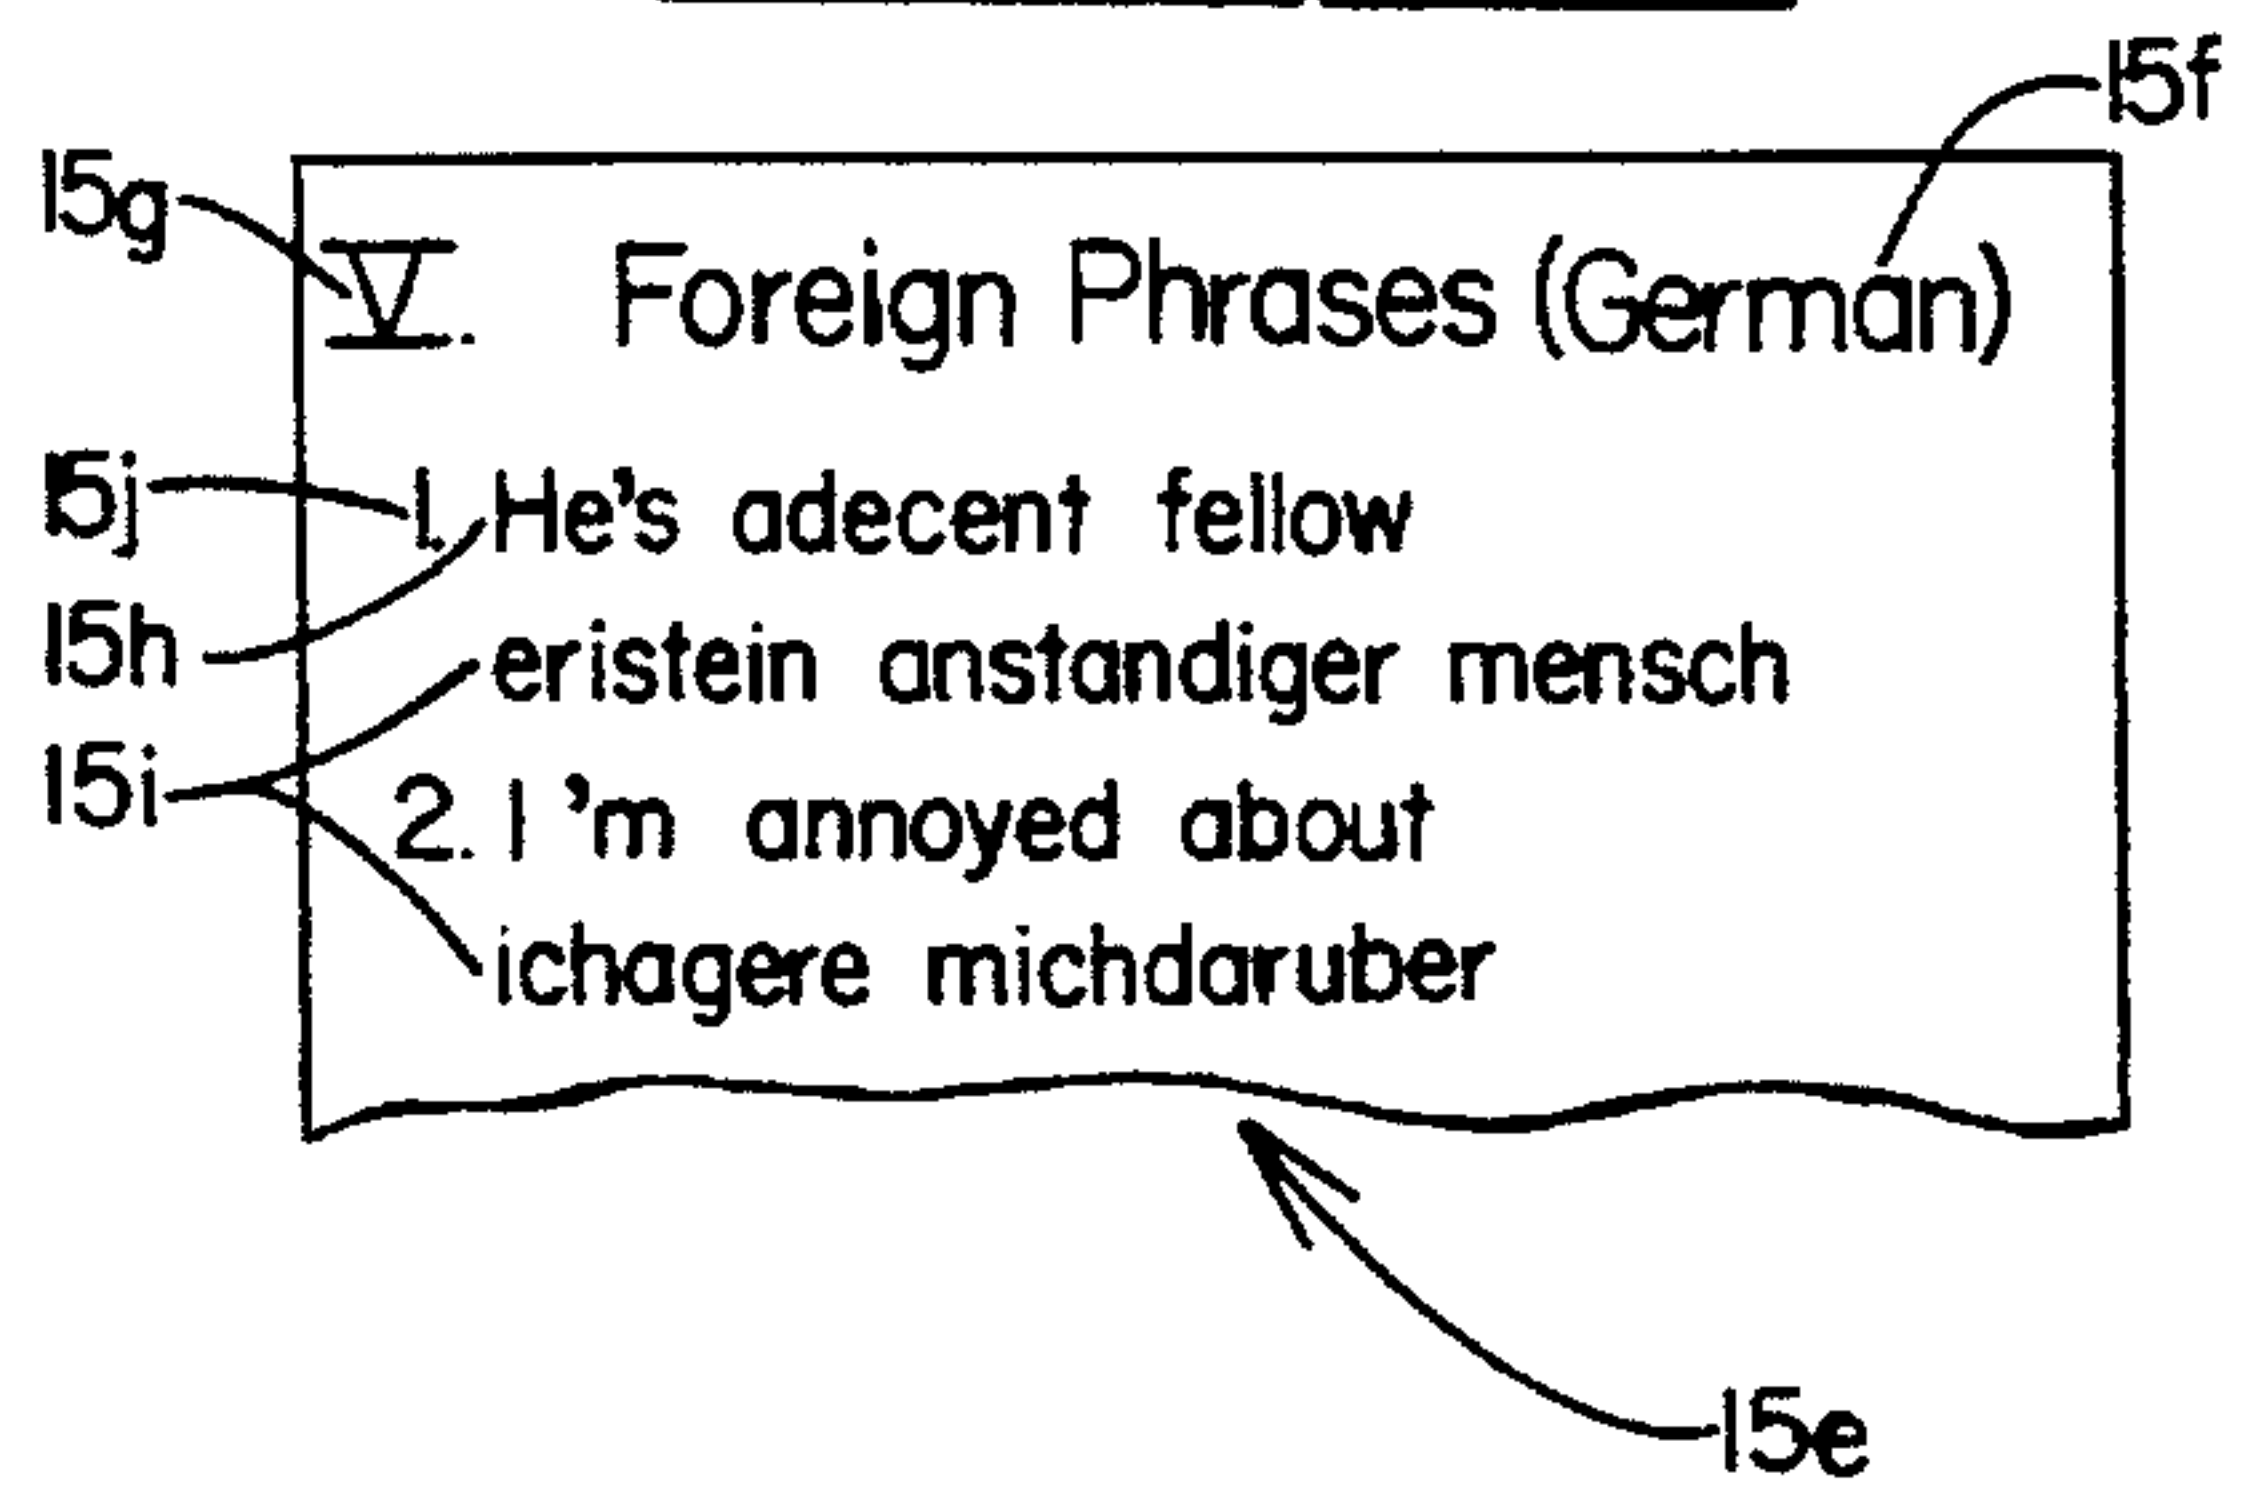 15f
15g
V. Foreign Phrases (German)
15j
1. He's adecent fellow
15h
eristein anstandiger mensch
15i
2. I'm annoyed about
ichagere michdaruber
15e